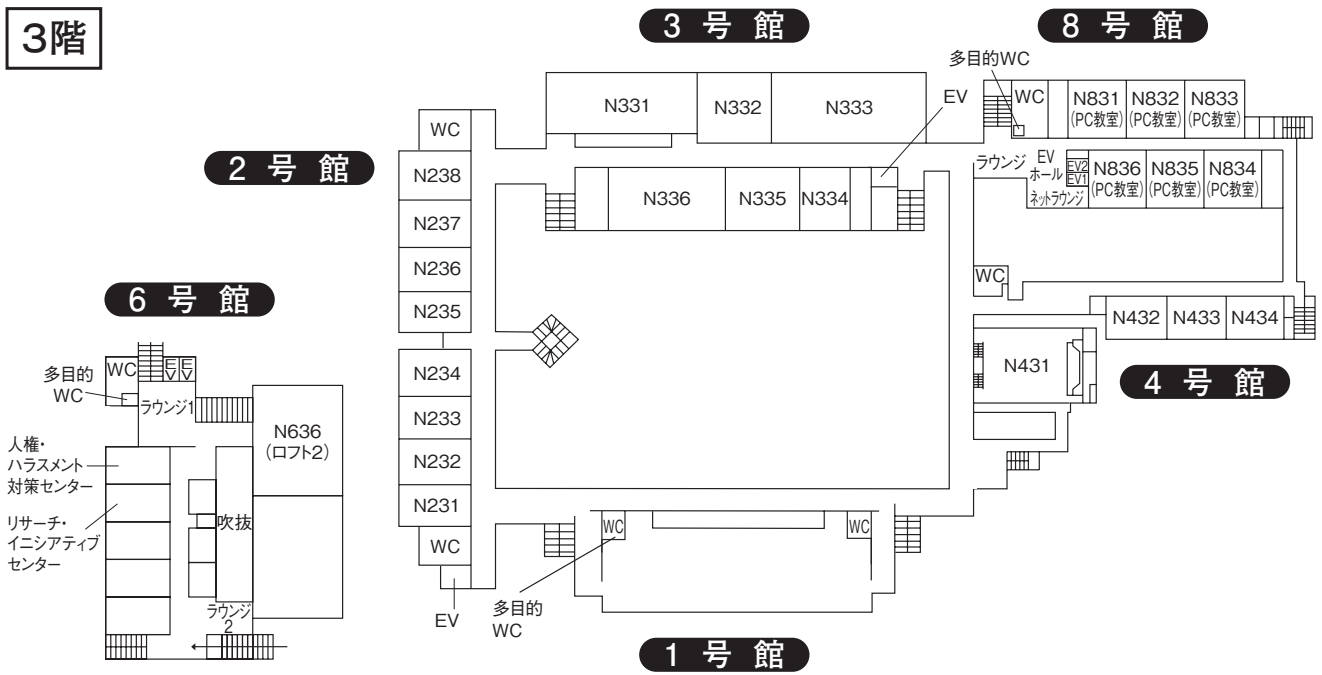 3階
3 号 館
8 号 館
多目的WC
EV
N331
N332
N333
WC
N831
(PC教室)
N832
(PC教室)
N833
(PC教室)
WC
2 号 館
N238
N237
N236
N235
N234
N233
N232
N231
WC
EV
N336
N335
N334
ラウンジ
EV
ホール
EV2
EV1
ネットラウンジ
N836
(PC教室)
N835
(PC教室)
N834
(PC教室)
WC
N432
N433
N434
N431
4 号 館
6 号 館
WC
EV
EV
多目的
WC
ラウンジ1
人権・
ハラスメント
対策センター
リサーチ・
イニシアティブ
センター
N636
(ロフト2)
吹抜
ラウンジ
2
WC
WC
多目的
WC
1 号 館